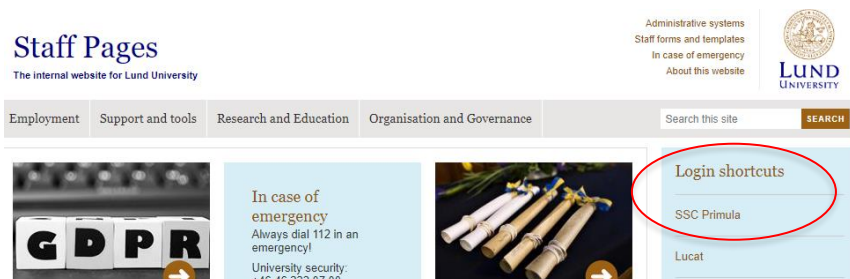 Staff Pages
The internal website for Lund University
Administrative systems
Staff forms and templates
In case of emergency
About this website
LUND
UNIVERSITY
Employment
Support and tools
Research and Education
Organisation and Governance
Search this site
SEARCH
GDPR
In case of
emergency
Always dial 112 in an
emergency!
University security:
Login shortcuts
SSC Primula
Lucat